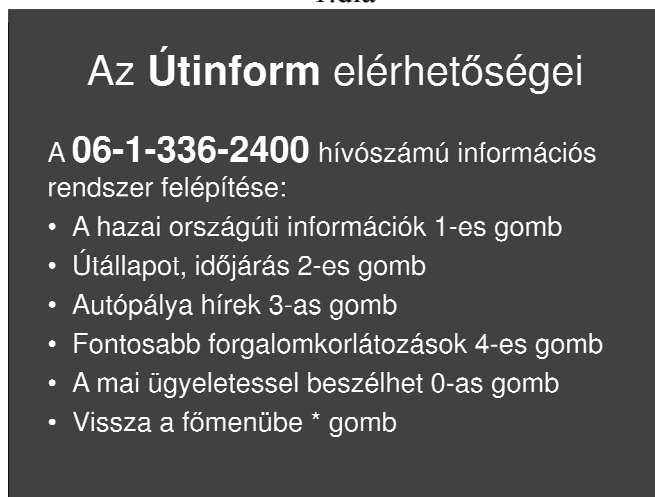 Az Útinform elérhetőségei
A 06-1-336-2400 hívószámú információs
rendszer felépítése:
• A hazai országúti információk 1-es gomb
• Útállapot, időjárás 2-es gomb
• Autópálya hírek 3-as gomb
• Fontosabb forgalomkorlátozások 4-es gomb
• A mai ügyeletessel beszélhet 0-as gomb
• Vissza a főmenübe * gomb